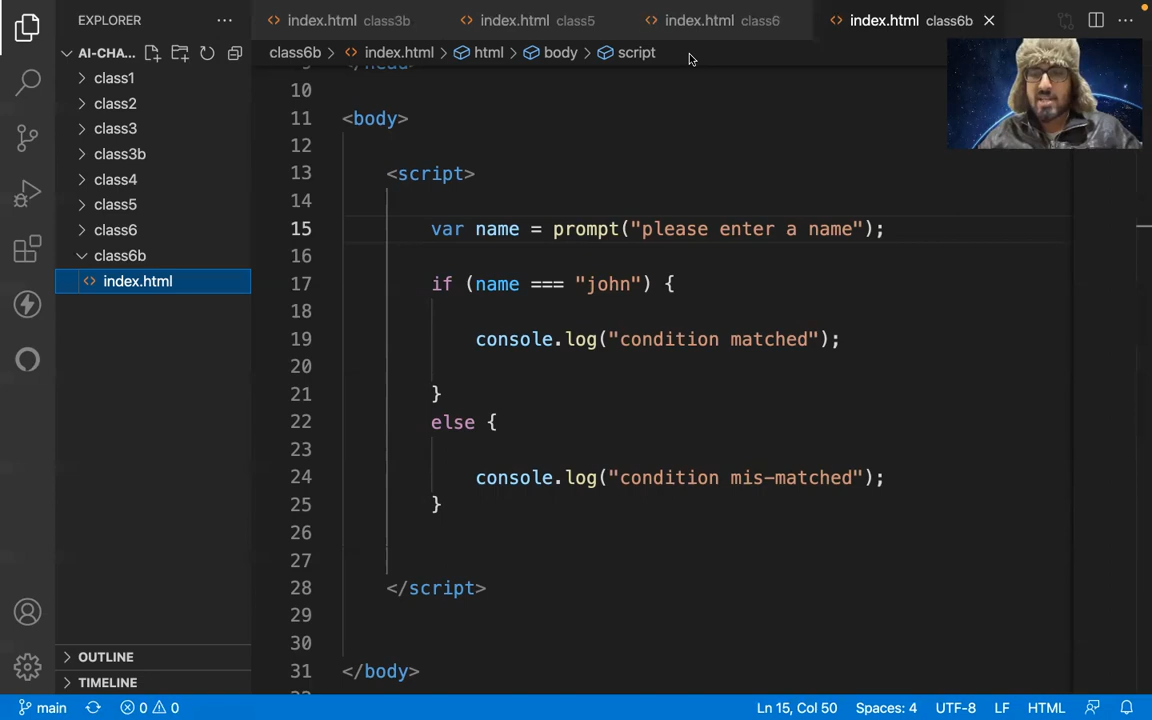 EXPLORER
index.html class3b
index.html class5
index.html class6
index.html class6b
AI-CHA...
class6b > index.html > html > body > script
class1
class2
class3
class3b
class4
class5
class6
class6b
index.html
10
11 <body>
12
13 <script>
14
15 var name = prompt("please enter a name");
16
17 if (name === "john") {
18
19 console.log("condition matched");
20
21 }
22 else {
23
24 console.log("condition mis-matched");
25 }
26
27
28 </script>
29
30
31 </body>
OUTLINE
TIMELINE
main 0 0 Ln 15, Col 50 Spaces: 4 UTF-8 LF HTML